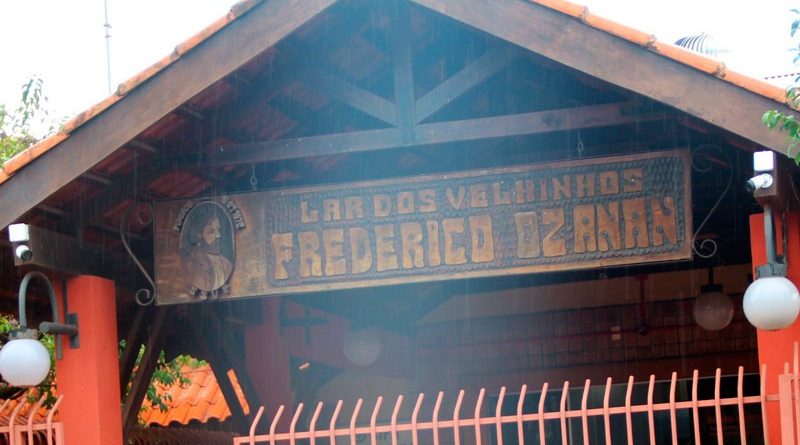 LAR DOS VELHINHOS
FREDERICO OZANAN